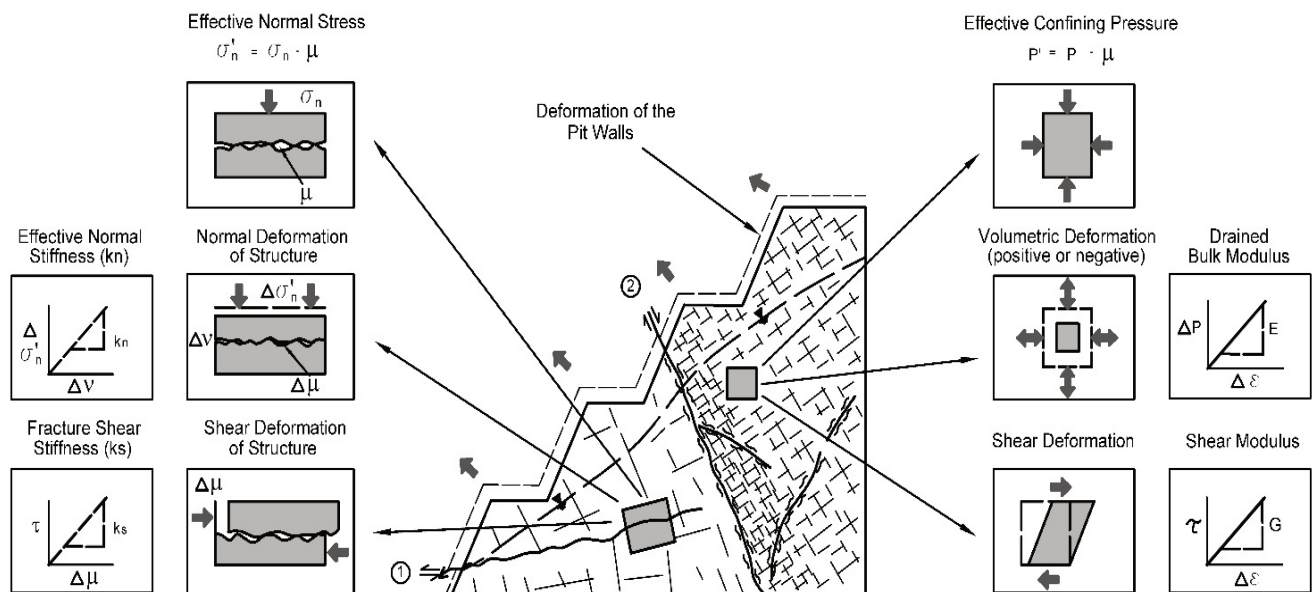 Effective Normal Stress
σ'n = σn - μ
σn
μ
Effective Confining Pressure
P' = P - μ
Deformation of the
Pit Walls
Effective Normal
Stiffness (kn)
Δ
σ'n
kn
Δν
Normal Deformation
of Structure
Δσ'n
Δν
Δμ
②
Volumetric Deformation
(positive or negative)
Drained
Bulk Modulus
ΔP
E
Δε
Fracture Shear
Stiffness (ks)
τ
ks
Δμ
Shear Deformation
of Structure
Δμ
①
Shear Deformation
Shear Modulus
τ
G
Δε